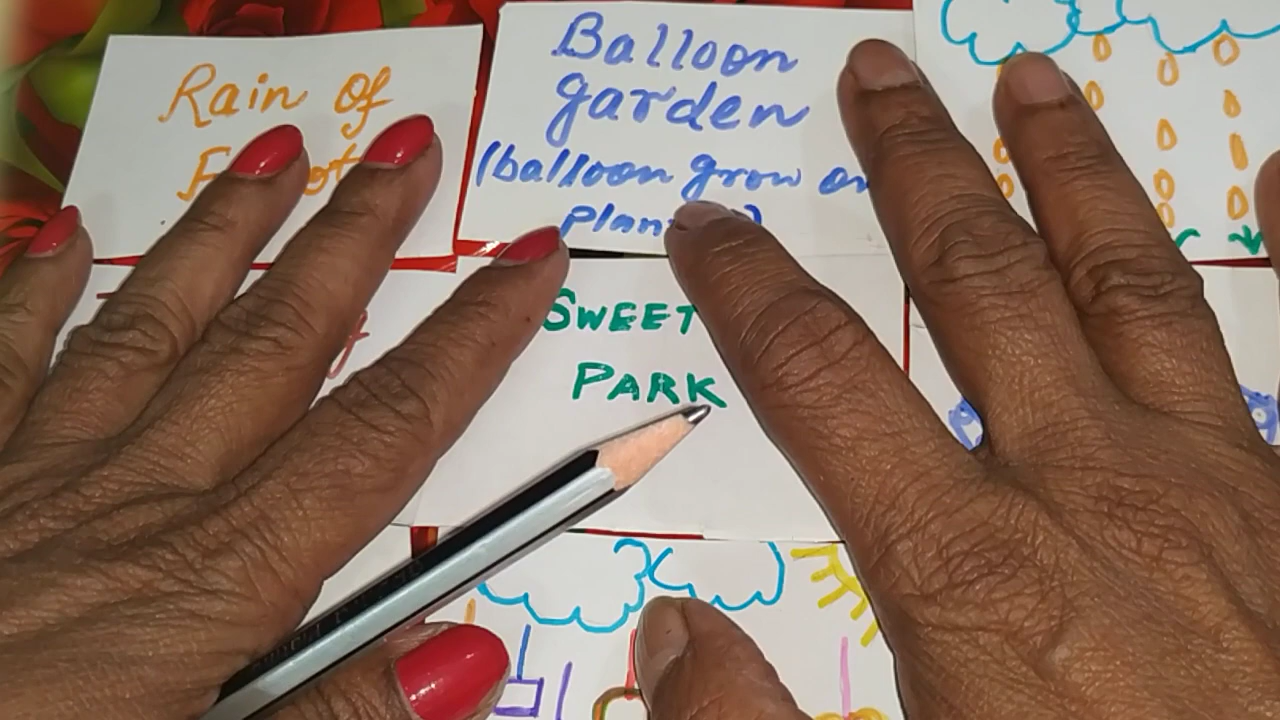 Rain of
Balloon
garden
(balloon grow on
SWEET
PARK